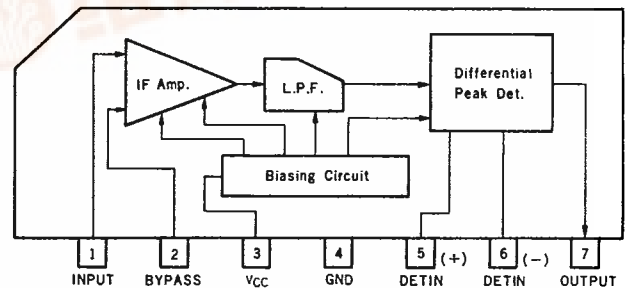 IF Amp.
L.P.F.
Differential
Peak Det.
Biasing Circuit
1 2 3 4 5 (+) 6 (-) 7
INPUT BYPASS VCC GND DETIN DETIN OUTPUT